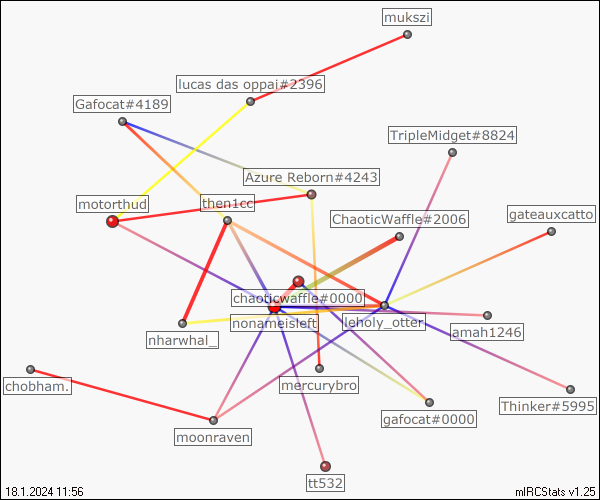 mukszi
lucas das oppai#2396
Gafocat#4189
TripleMidget#8824
Azure Reborn#4243
motorthud
then1cc
ChaoticWaffle#2006
gateauxcatto
chaoticwaffle#0000
nonameisleft
leholy_otter
amah1246
nharwhal_
mercurybro
chobham.
Thinker#5995
gafocat#0000
moonraven
tt532
18.1.2024 11:56
mIRCStats v1.25